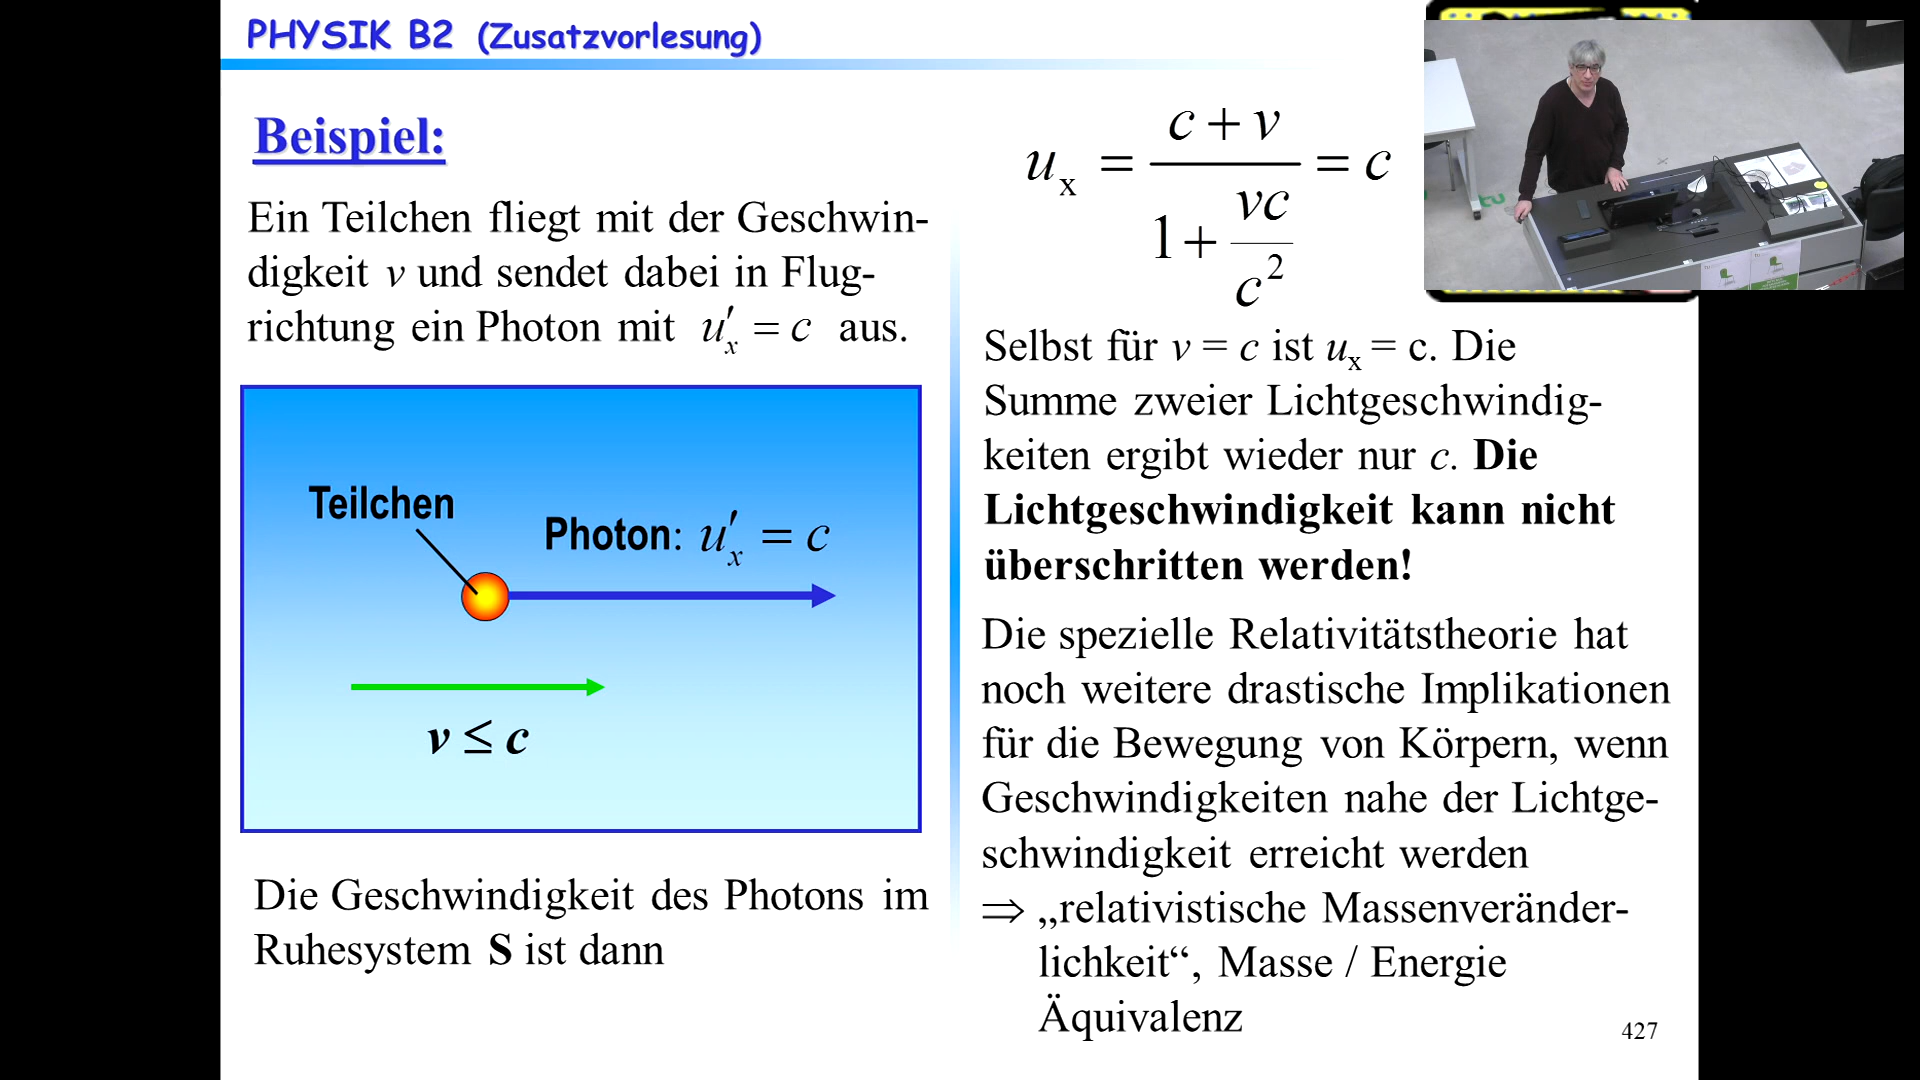 PHYSIK B2 (Zusatzvorlesung)
Beispiel:
Ein Teilchen fliegt mit der Geschwin-
digkeit v und sendet dabei in Flug-
richtung ein Photon mit u′ₓ = c aus.
Teilchen
Photon: u′ₓ = c
v ≤ c
Die Geschwindigkeit des Photons im
Ruhesystem S ist dann
uₓ = (c + v) / (1 + vc/c²) = c
Selbst für v = c ist uₓ = c. Die
Summe zweier Lichtgeschwindig-
keiten ergibt wieder nur c. Die
Lichtgeschwindigkeit kann nicht
überschritten werden!
Die spezielle Relativitätstheorie hat
noch weitere drastische Implikationen
für die Bewegung von Körpern, wenn
Geschwindigkeiten nahe der Lichtge-
schwindigkeit erreicht werden
⇒ „relativistische Massenveränder-
lichkeit“, Masse / Energie
Äquivalenz
427